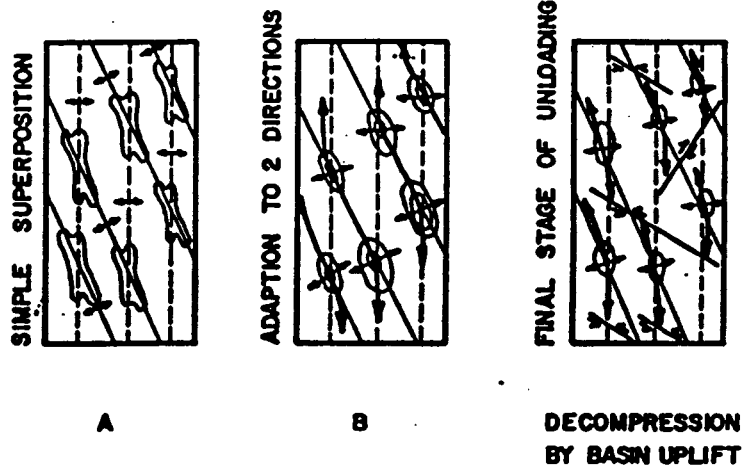 SIMPLE SUPERPOSITION
ADAPTION TO 2 DIRECTIONS
FINAL STAGE OF UNLOADING
A
B
DECOMPRESSION
BY BASIN UPLIFT